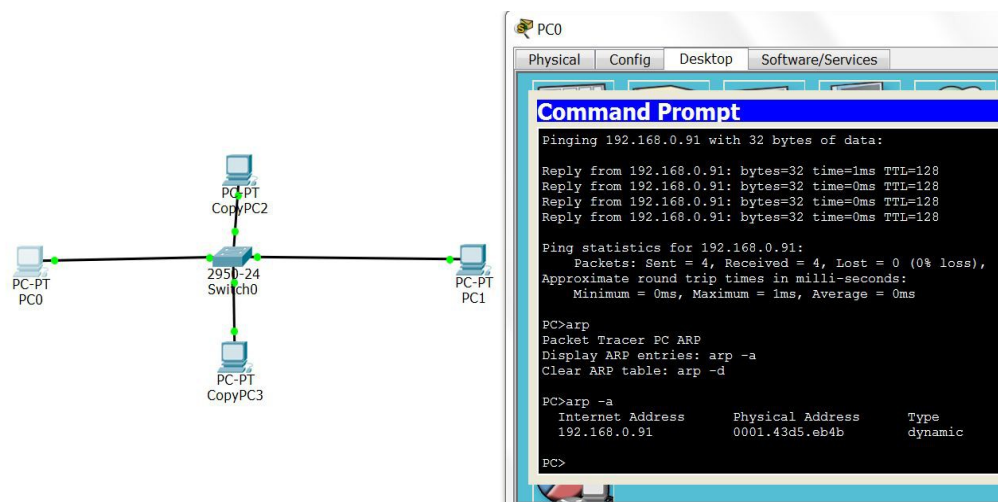 PC-PT
CopyPC2
PC-PT
PC0
2950-24
Switch0
PC-PT
PC1
PC-PT
CopyPC3
PC0
Physical Config Desktop Software/Services
Command Prompt
Pinging 192.168.0.91 with 32 bytes of data:
Reply from 192.168.0.91: bytes=32 time=1ms TTL=128
Reply from 192.168.0.91: bytes=32 time=0ms TTL=128
Reply from 192.168.0.91: bytes=32 time=0ms TTL=128
Reply from 192.168.0.91: bytes=32 time=0ms TTL=128
Ping statistics for 192.168.0.91:
Packets: Sent = 4, Received = 4, Lost = 0 (0% loss),
Approximate round trip times in milli-seconds:
Minimum = 0ms, Maximum = 1ms, Average = 0ms
PC>arp
Packet Tracer PC ARP
Display ARP entries: arp -a
Clear ARP table: arp -d
PC>arp -a
Internet Address Physical Address Type
192.168.0.91 0001.43d5.eb4b dynamic
PC>